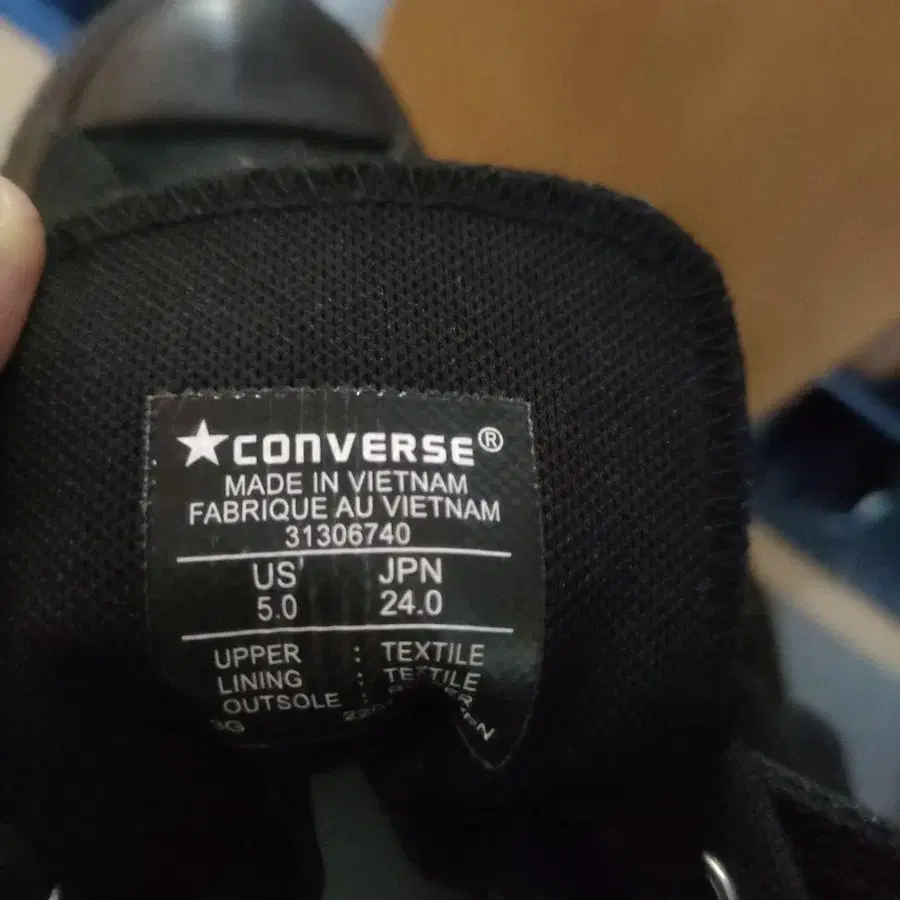 CONVERSE®
MADE IN VIETNAM
FABRIQUE AU VIETNAM
31306740
US JPN
5.0 24.0
UPPER : TEXTILE
LINING : TEXTILE
OUTSOLE :